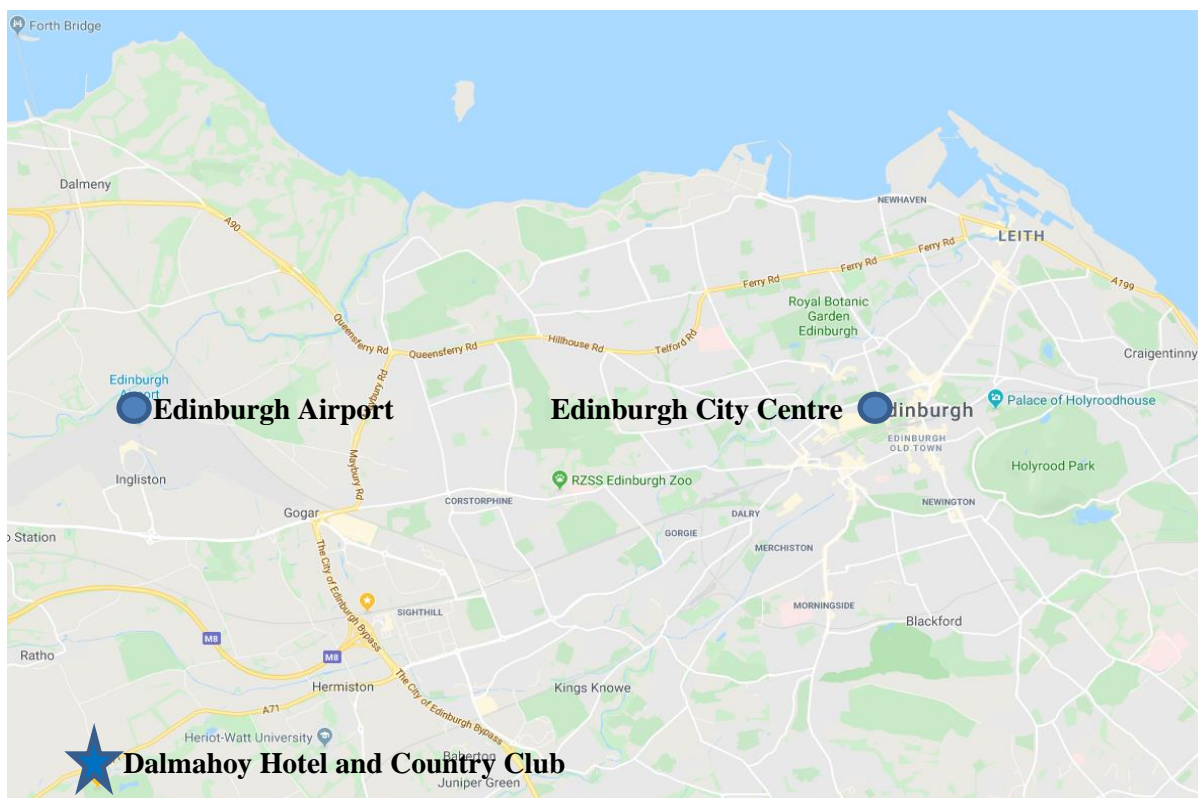 Forth Bridge
Dalmeny
A90
NEWHAVEN
LEITH
Ferry Rd
Ferry Rd
Ferry Rd
A199
Royal Botanic
Garden
Edinburgh
Queensferry Rd
Queensferry Rd
Hillhouse Rd
Telford Rd
Craigentinny
Edinburgh
Maybury Rd
Edinburgh Airport
Edinburgh City Centre
dinburgh
Palace of Holyroodhouse
EDINBURGH
OLD TOWN
Holyrood Park
Ingliston
Maybury Rd
RZSS Edinburgh Zoo
CORSTORPHINE
NEWINGTON
Gogar
DALRY
GORGIE
Station
MERCHISTON
The City of Edinburgh Bypass
SIGHTHILL
MORNINGSIDE
Blackford
M8
Ratho
M8
Hermiston
The City of Edinburgh Bypass
Kings Knowe
A71
Heriot-Watt University
Baberton
Dalmahoy Hotel and Country Club
Juniper Green